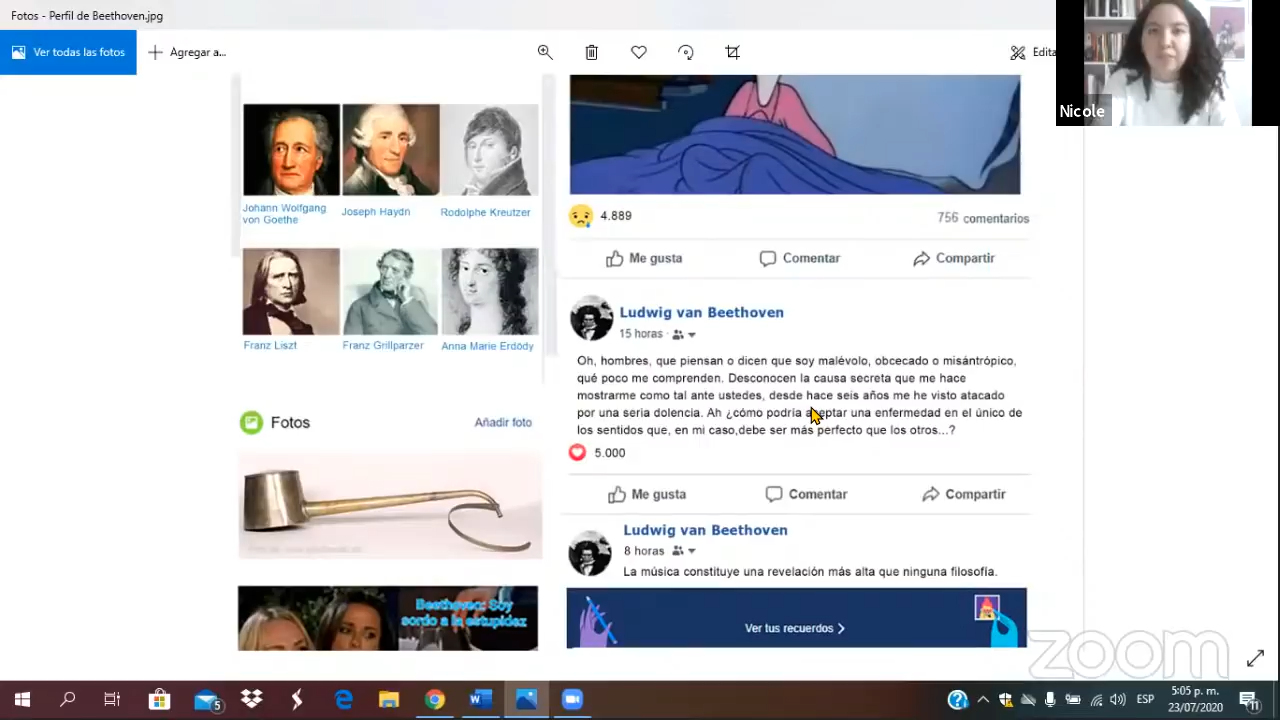 Fotos - Perfil de Beethoven.jpg
Ver todas las fotos
Agregar a...
Edita
Nicole
Johann Wolfgang
von Goethe
Joseph Haydn
Rodolphe Kreutzer
Franz Liszt
Franz Grillparzer
Anna Marie Erdödy
Fotos
Añadir foto
Beethoven: Soy
sordo a la estupidez
4.889
756 comentarios
Me gusta
Comentar
Compartir
Ludwig van Beethoven
15 horas
Oh, hombres, que piensan o dicen que soy malévolo, obcecado o misántrópico,
qué poco me comprenden. Desconocen la causa secreta que me hace
mostrarme como tal ante ustedes, desde hace seis años me he visto atacado
por una seria dolencia. Ah ¿cómo podría aceptar una enfermedad en el único de
los sentidos que, en mi caso,debe ser más perfecto que los otros...?
5.000
Me gusta
Comentar
Compartir
Ludwig van Beethoven
8 horas
La música constituye una revelación más alta que ninguna filosofía.
Ver tus recuerdos
zoom
5
ESP
5:05 p. m.
23/07/2020
11